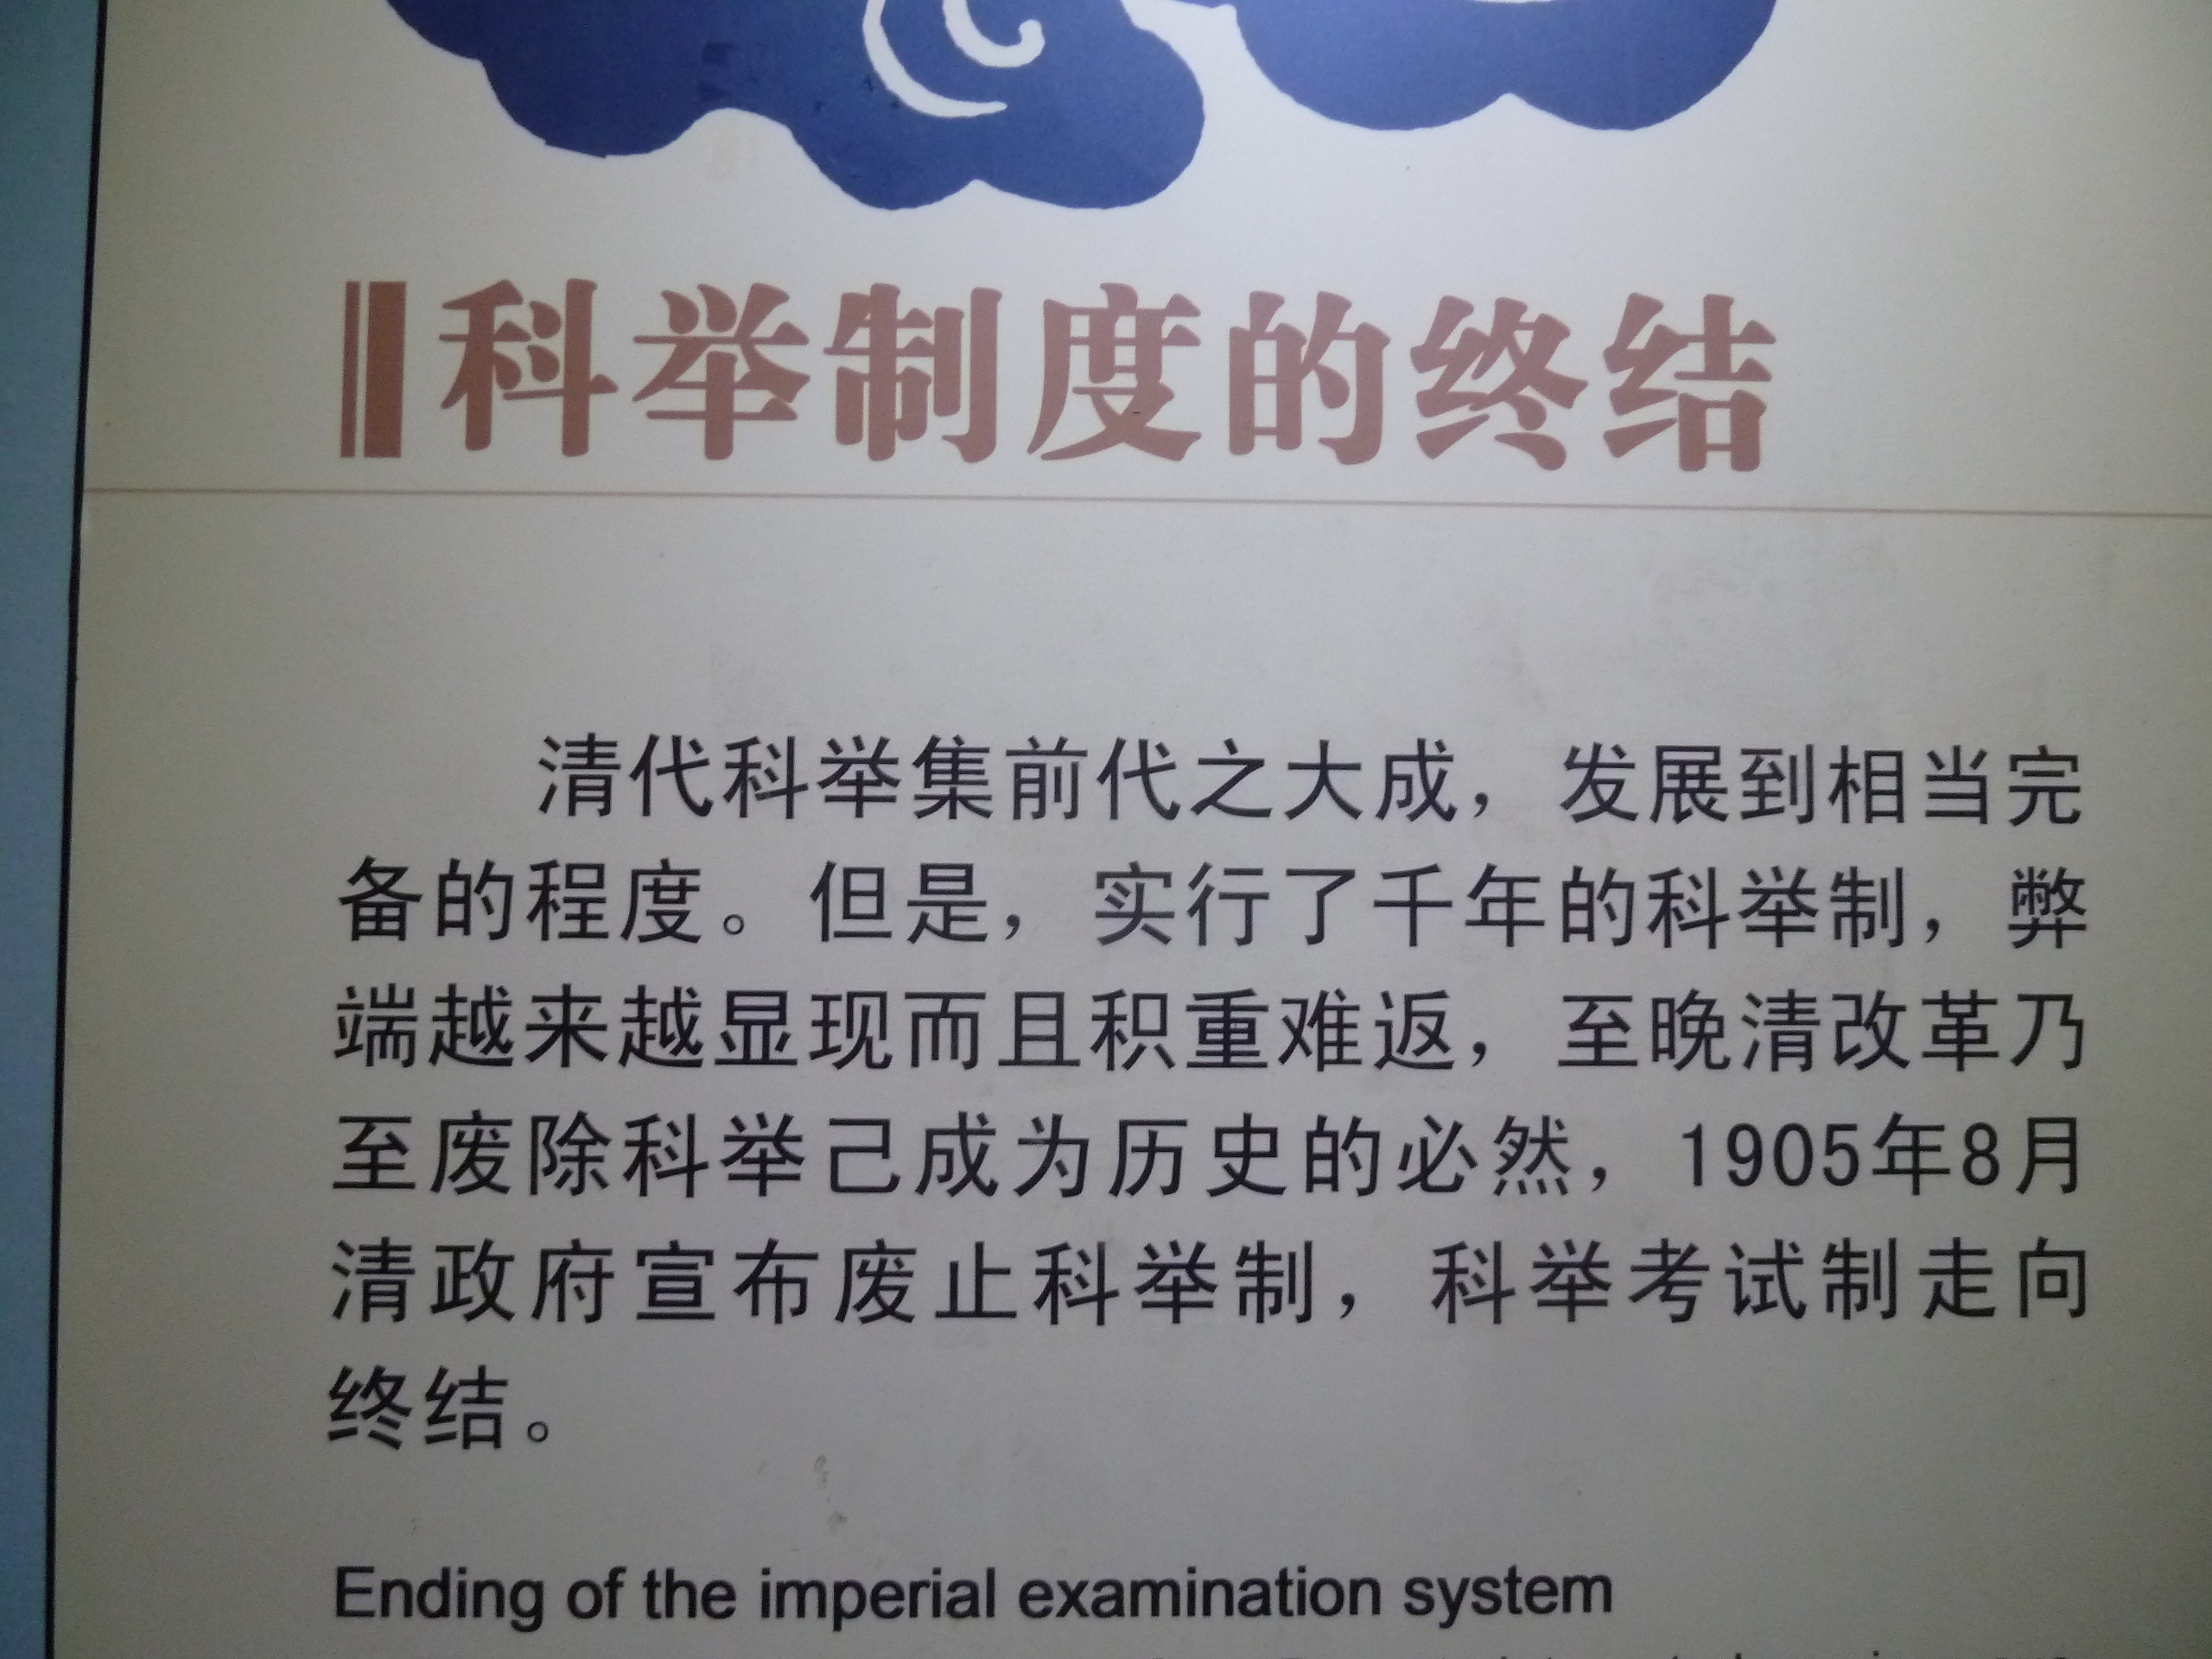 科举制度的终结
清代科举集前代之大成，发展到相当完
备的程度。但是，实行了千年的科举制，弊
端越来越显现而且积重难返，至晚清改革乃
至废除科举己成为历史的必然，1905年8月
清政府宣布废止科举制，科举考试制走向
终结。
Ending of the imperial examination system